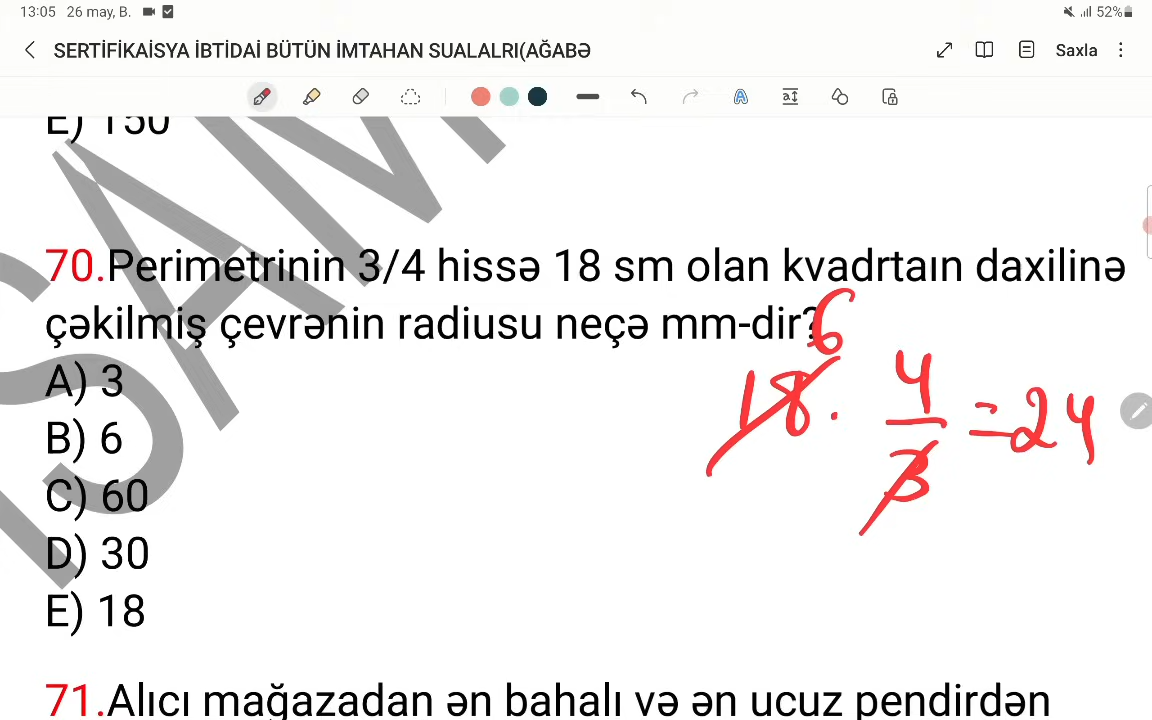 13:05 26 may, B. 52%
SERTİFİKAİSYA İBTİDAİ BÜTÜN İMTAHAN SUALALRI(AĞABƏ
Saxla
E) 150
70.Perimetrinin 3/4 hissə 18 sm olan kvadrtaın daxilinə
çəkilmiş çevrənin radiusu neçə mm-dir?
6
18 · 4/3 = 24
A) 3
B) 6
C) 60
D) 30
E) 18
71.Alıcı mağazadan ən bahalı və ən ucuz pendirdən